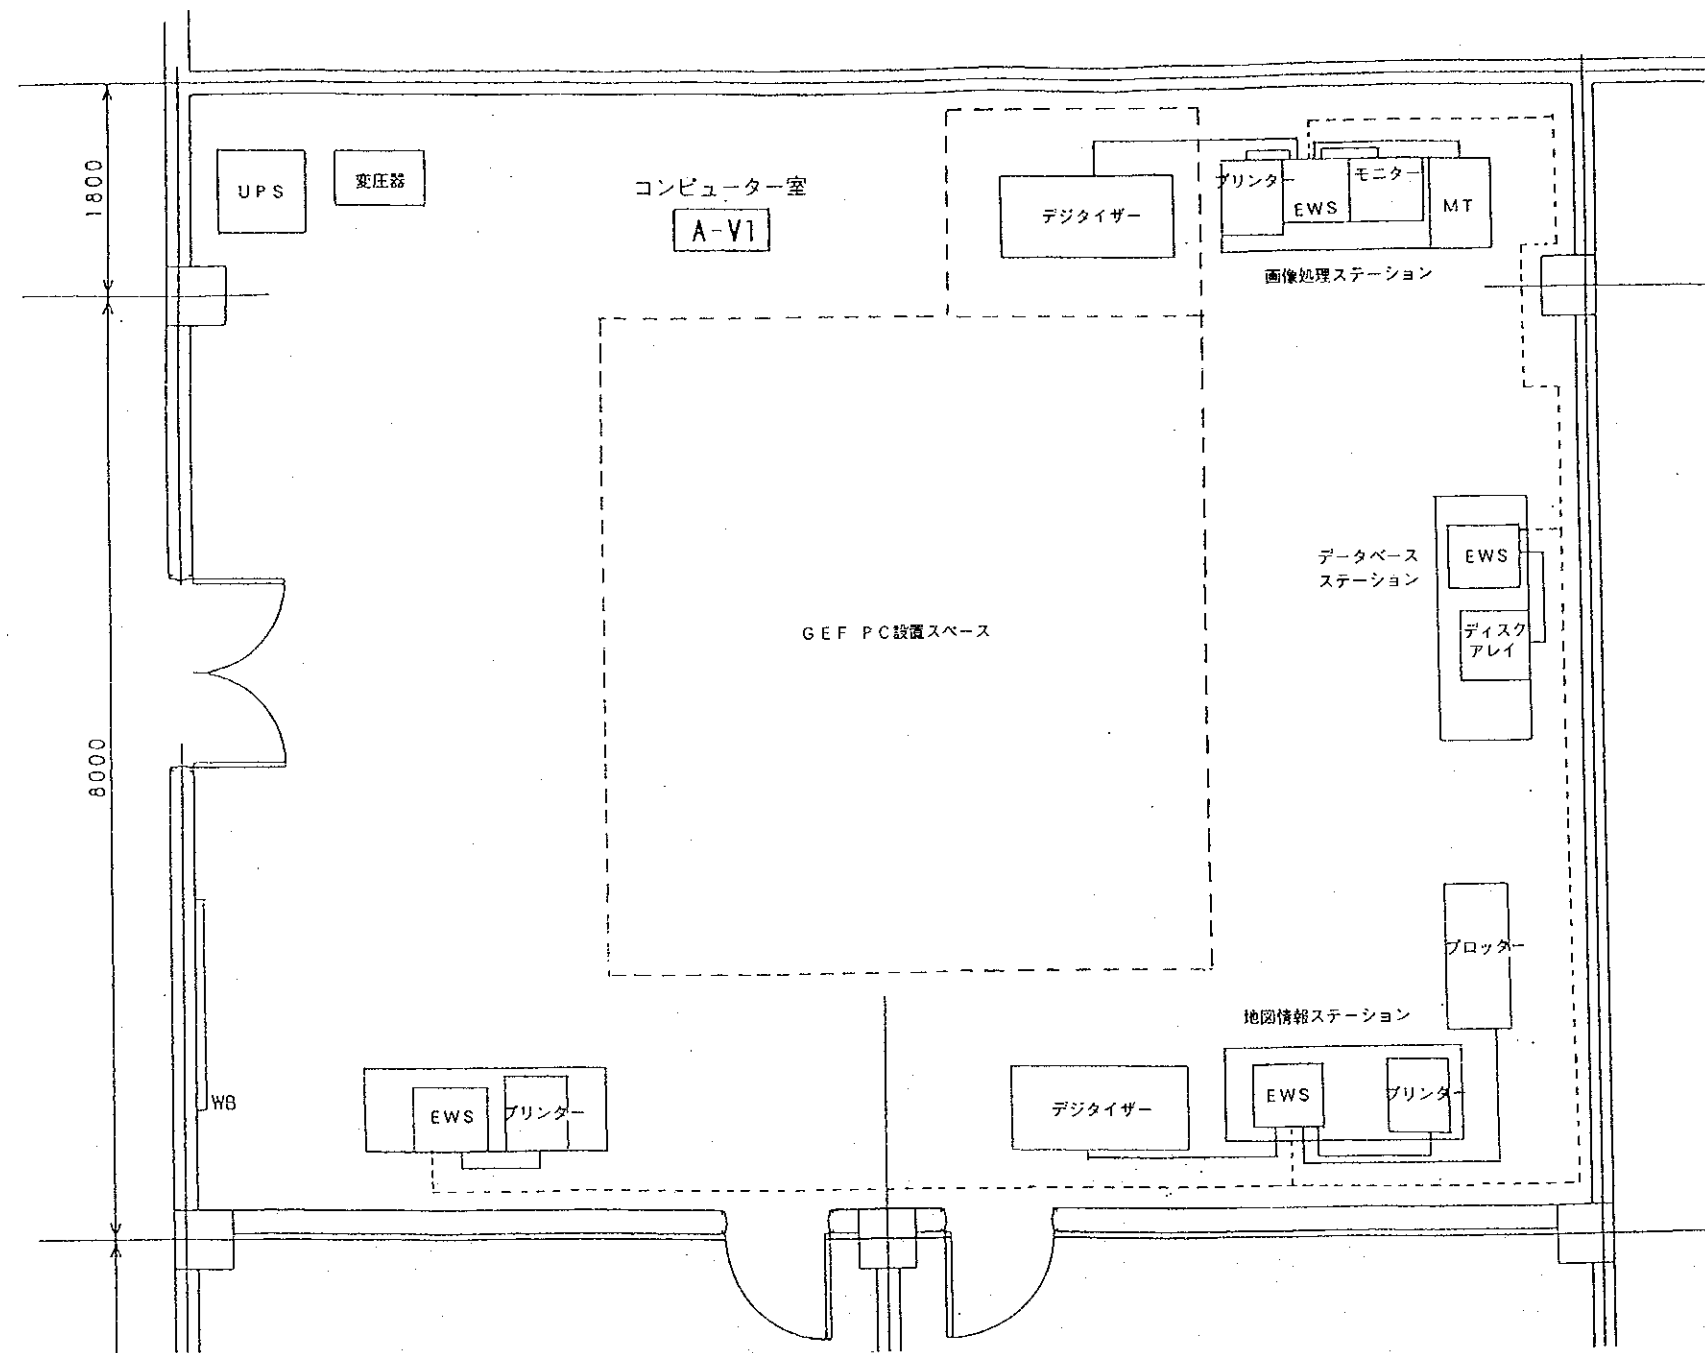 1800
UPS
変圧器
コンピューター室
A-V1
デジタイザー
プリンター
EWS
モニター
MT
画像処理ステーション
データベース
ステーション
EWS
ディスク
アレイ
GEF PC設置スペース
8000
プロッター
地図情報ステーション
WB
EWS
プリンター
デジタイザー
EWS
プリンター